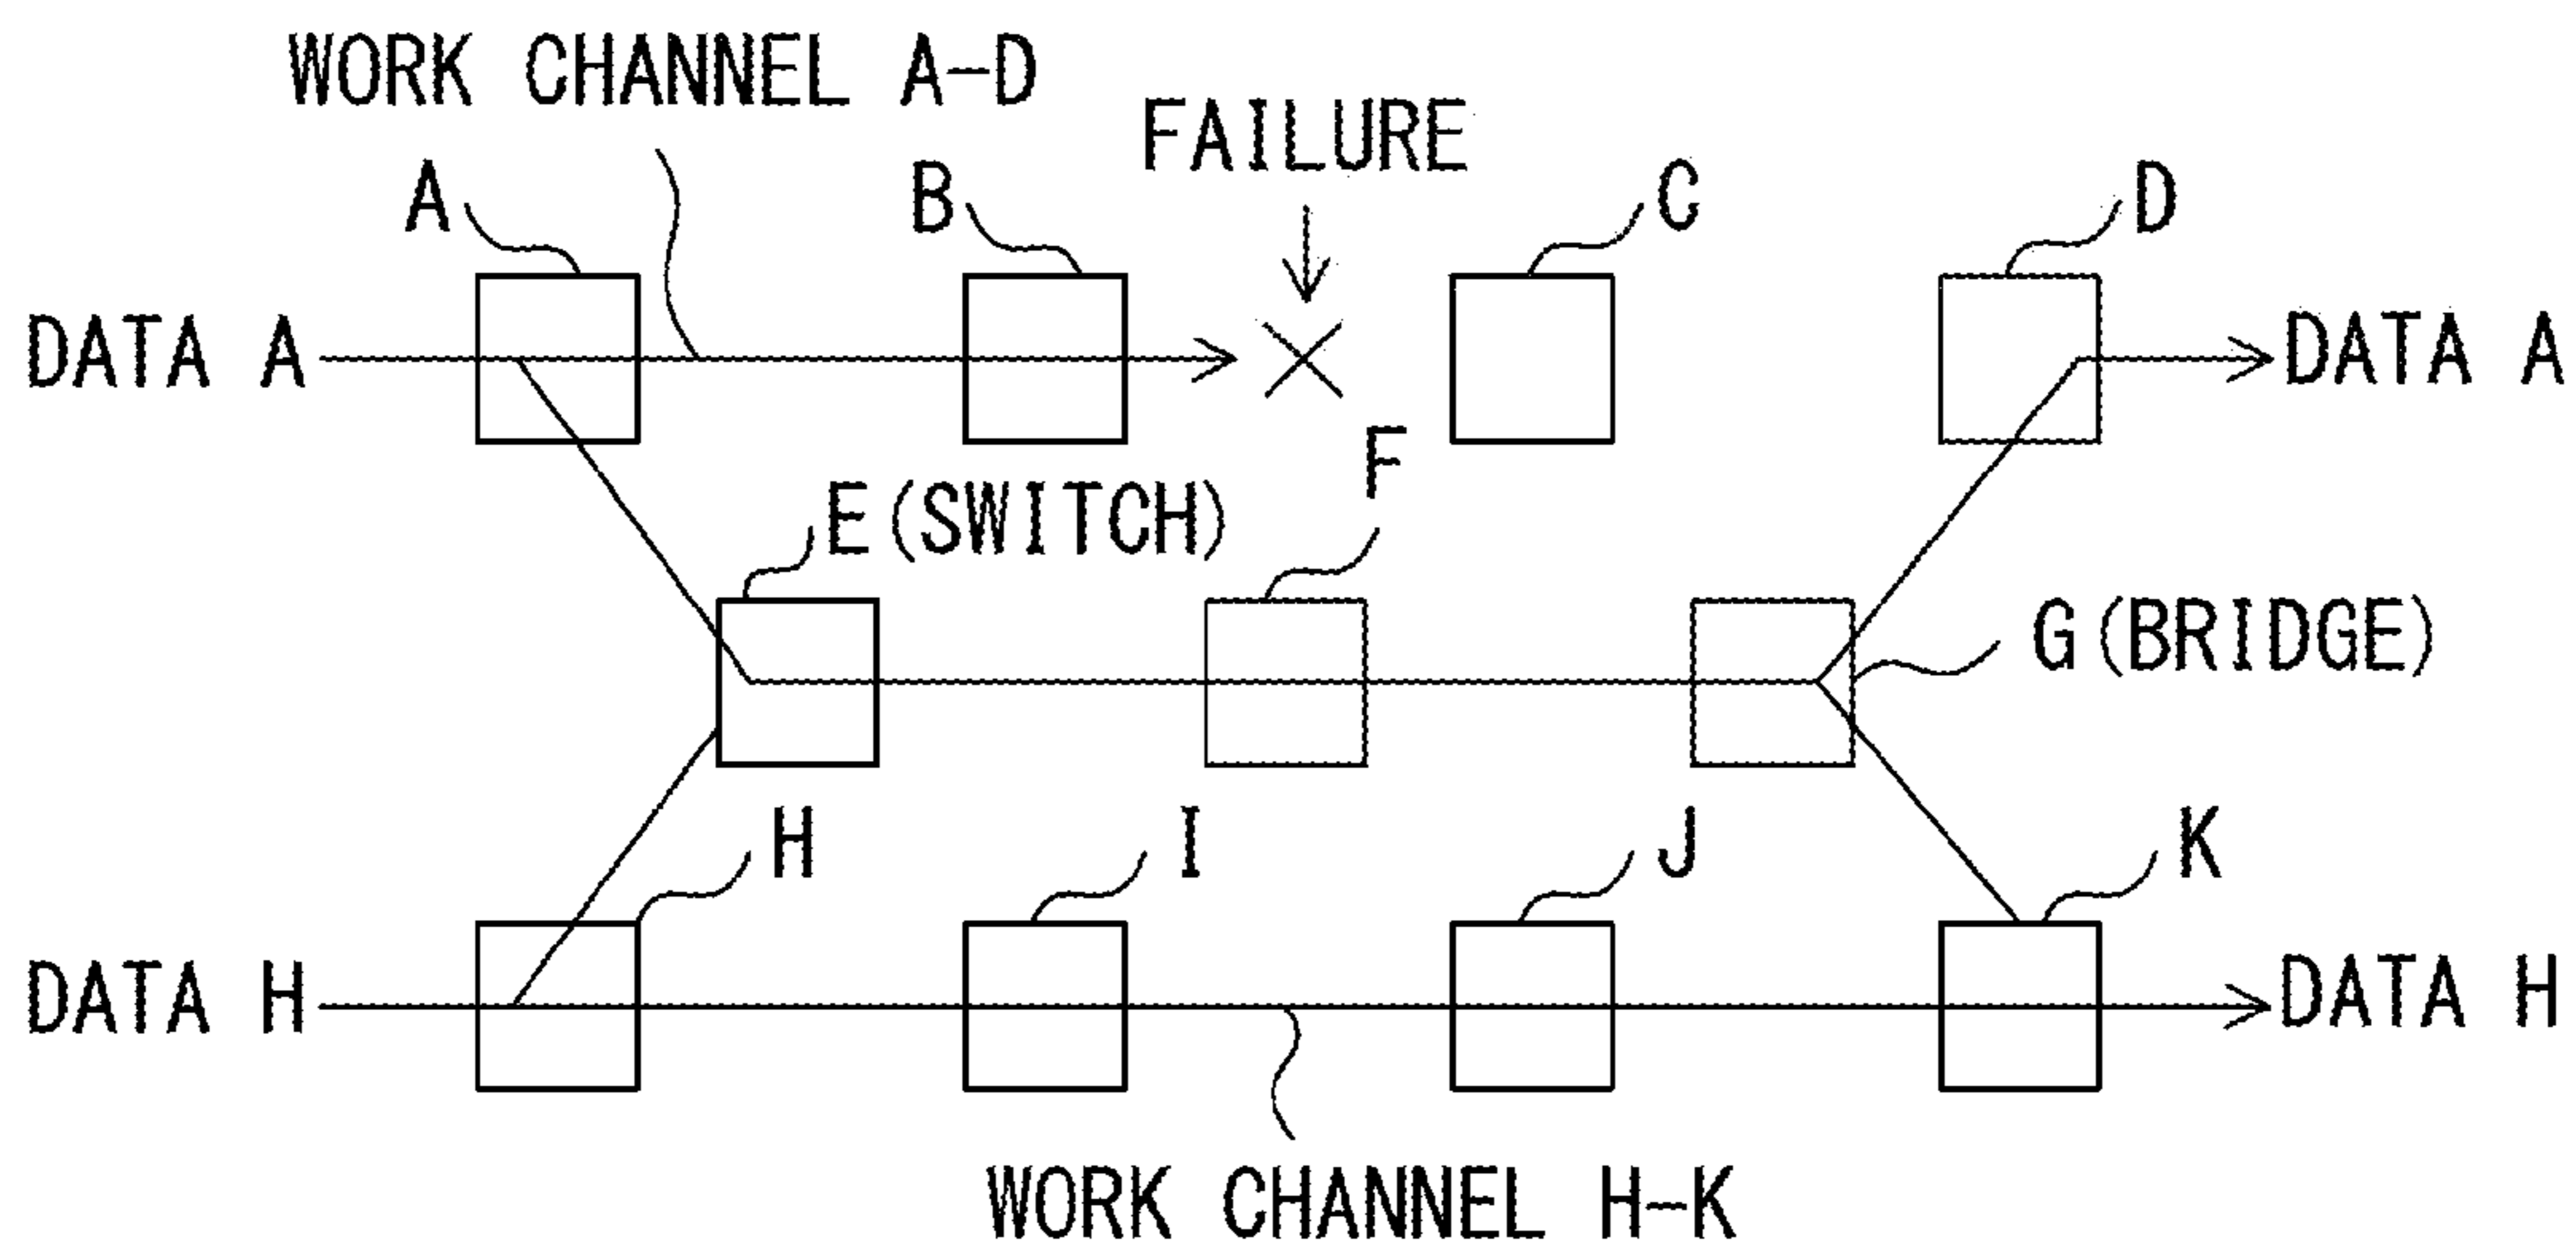 WORK CHANNEL A-D
FAILURE
A
B
C
D
DATA A
DATA A
E(SWITCH)
F
G(BRIDGE)
H
I
J
K
DATA H
DATA H
WORK CHANNEL H-K